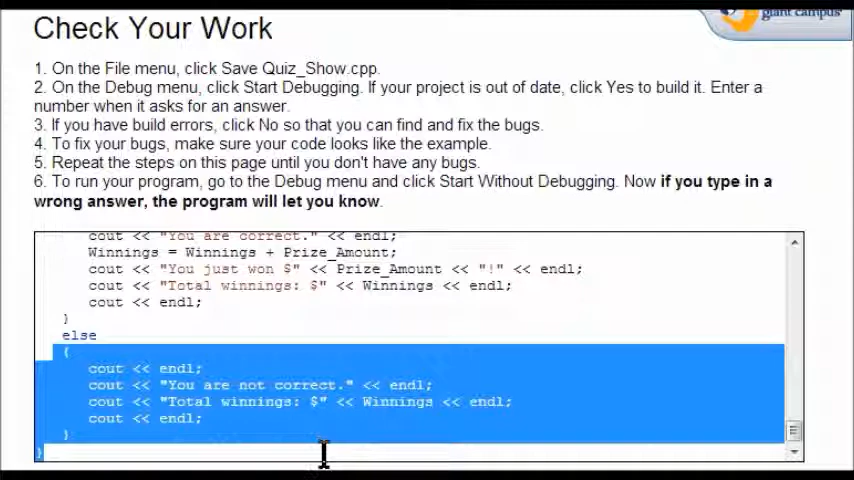 giant campus
Check Your Work
1. On the File menu, click Save Quiz_Show.cpp.
2. On the Debug menu, click Start Debugging. If your project is out of date, click Yes to build it. Enter a
number when it asks for an answer.
3. If you have build errors, click No so that you can find and fix the bugs.
4. To fix your bugs, make sure your code looks like the example.
5. Repeat the steps on this page until you don't have any bugs.
6. To run your program, go to the Debug menu and click Start Without Debugging. Now if you type in a
wrong answer, the program will let you know.
cout << "You are correct." << endl;
Winnings = Winnings + Prize_Amount;
cout << "You just won $" << Prize_Amount << "!" << endl;
cout << "Total winnings: $" << Winnings << endl;
cout << endl;
}
else
{
cout << endl;
cout << "You are not correct." << endl;
cout << "Total winnings: $" << Winnings << endl;
cout << endl;
}
}